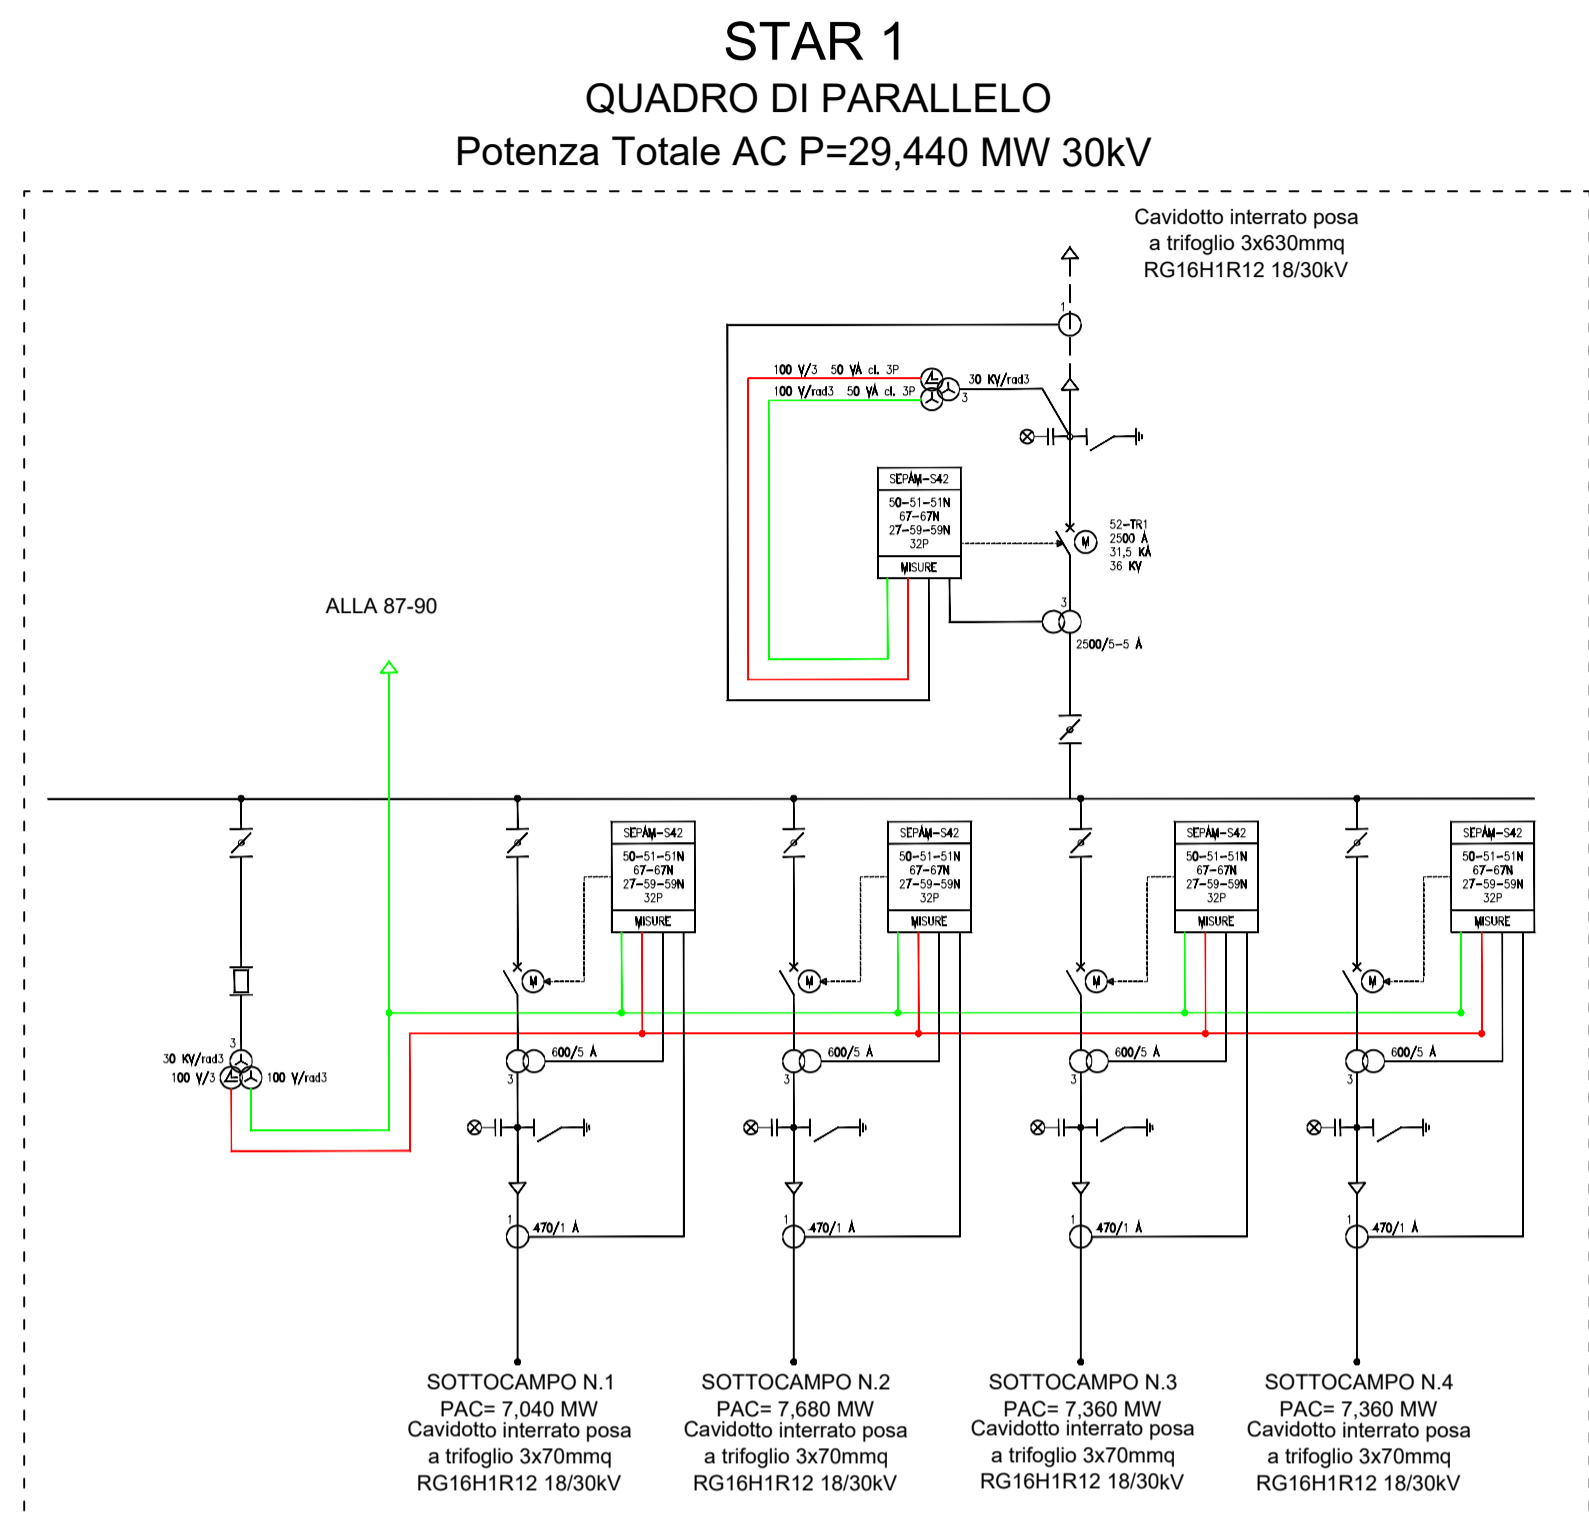 STAR 1
QUADRO DI PARALLELO
Potenza Totale AC P=29,440 MW 30kV
Cavidotto interrato posa
a trifoglio 3x630mmq
RG16H1R12 18/30kV
1
100 V/3 50 VA cl. 3P
100 V/rad3 50 VA cl. 3P
30 KV/rad3
3
SEPAM-S42
50-51-51N
67-67N
27-59-59N
32P
MISURE
M
52-TR1
2500 A
31,5 KA
36 KV
3
2500/5-5 A
ALLA 87-90
SEPAM-S42
50-51-51N
67-67N
27-59-59N
32P
MISURE
SEPAM-S42
50-51-51N
67-67N
27-59-59N
32P
MISURE
SEPAM-S42
50-51-51N
67-67N
27-59-59N
32P
MISURE
SEPAM-S42
50-51-51N
67-67N
27-59-59N
32P
MISURE
M
M
M
M
3
30 KV/rad3
100 V/3
100 V/rad3
600/5 A
3
600/5 A
3
600/5 A
3
600/5 A
3
1
470/1 A
1
470/1 A
1
470/1 A
1
470/1 A
SOTTOCAMPO N.1
PAC= 7,040 MW
Cavidotto interrato posa
a trifoglio 3x70mmq
RG16H1R12 18/30kV
SOTTOCAMPO N.2
PAC= 7,680 MW
Cavidotto interrato posa
a trifoglio 3x70mmq
RG16H1R12 18/30kV
SOTTOCAMPO N.3
PAC= 7,360 MW
Cavidotto interrato posa
a trifoglio 3x70mmq
RG16H1R12 18/30kV
SOTTOCAMPO N.4
PAC= 7,360 MW
Cavidotto interrato posa
a trifoglio 3x70mmq
RG16H1R12 18/30kV